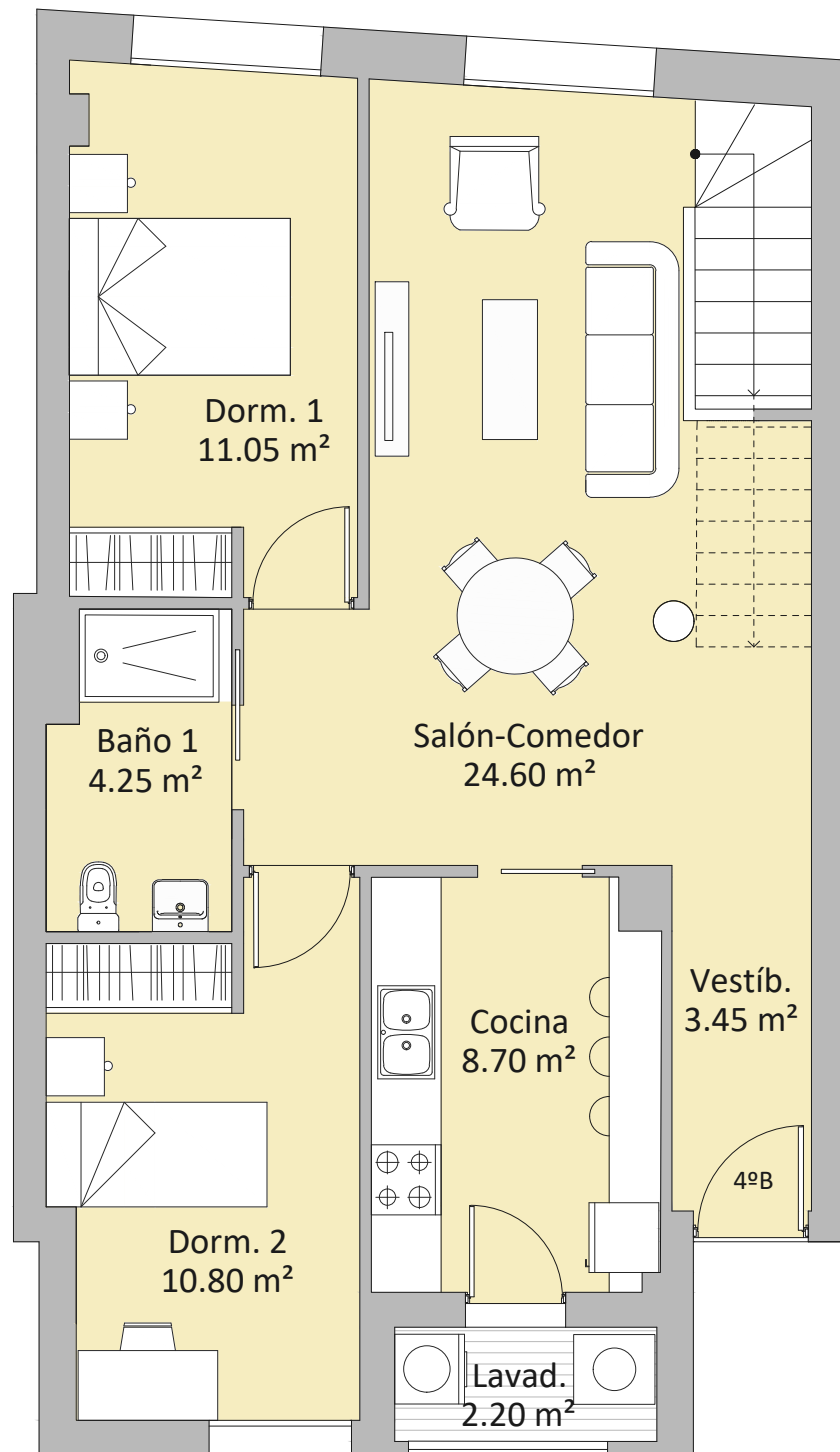 Dorm. 1
11.05 m²
Baño 1
4.25 m²
Salón-Comedor
24.60 m²
Vestíb.
3.45 m²
Cocina
8.70 m²
4ºB
Dorm. 2
10.80 m²
Lavad.
2.20 m²